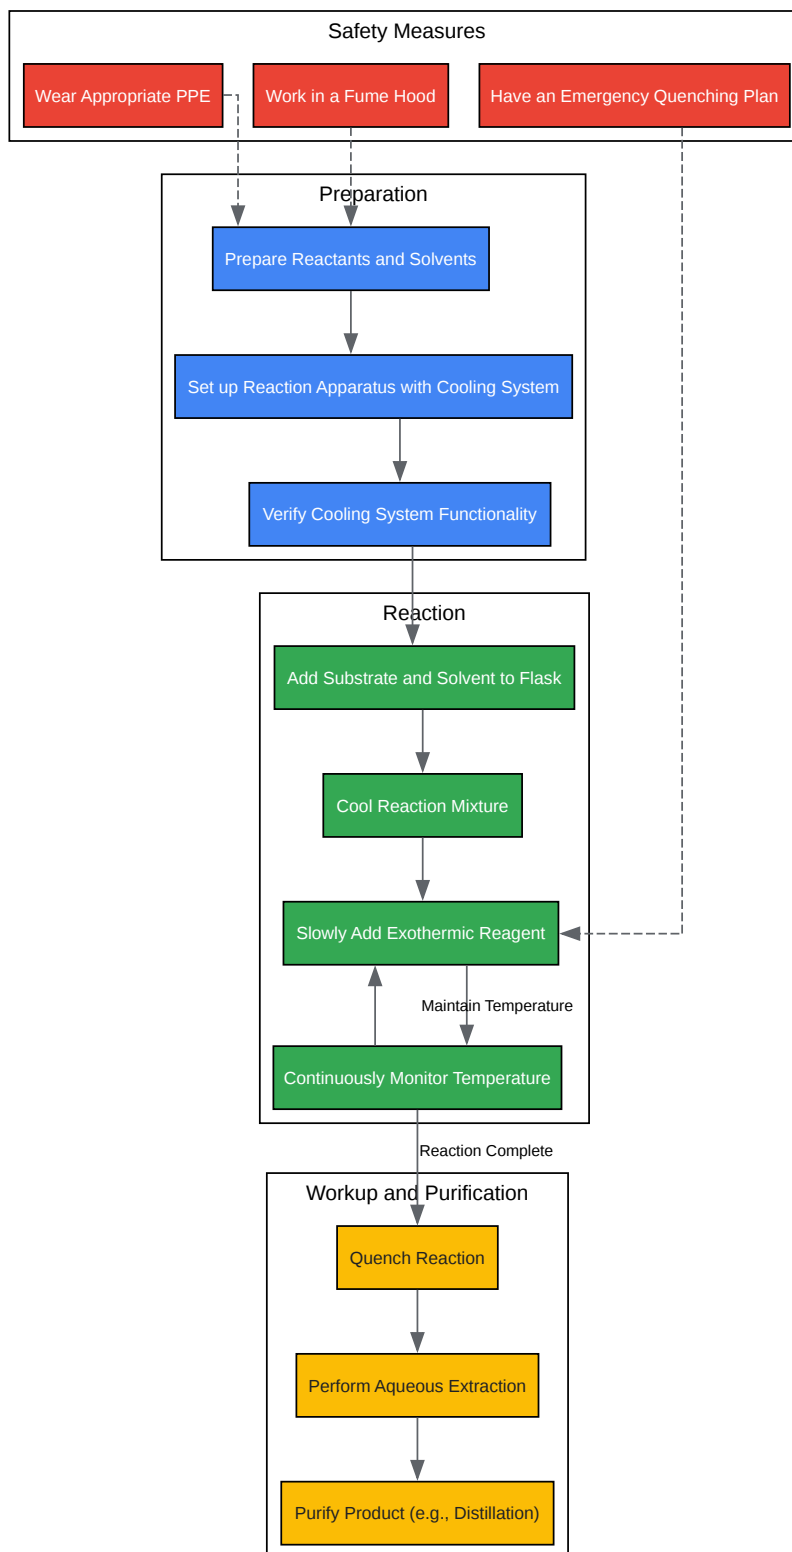 Safety Measures
Wear Appropriate PPE
Work in a Fume Hood
Have an Emergency Quenching Plan
Preparation
Prepare Reactants and Solvents
Set up Reaction Apparatus with Cooling System
Verify Cooling System Functionality
Reaction
Add Substrate and Solvent to Flask
Cool Reaction Mixture
Slowly Add Exothermic Reagent
Maintain Temperature
Continuously Monitor Temperature
Reaction Complete
Workup and Purification
Quench Reaction
Perform Aqueous Extraction
Purify Product (e.g., Distillation)